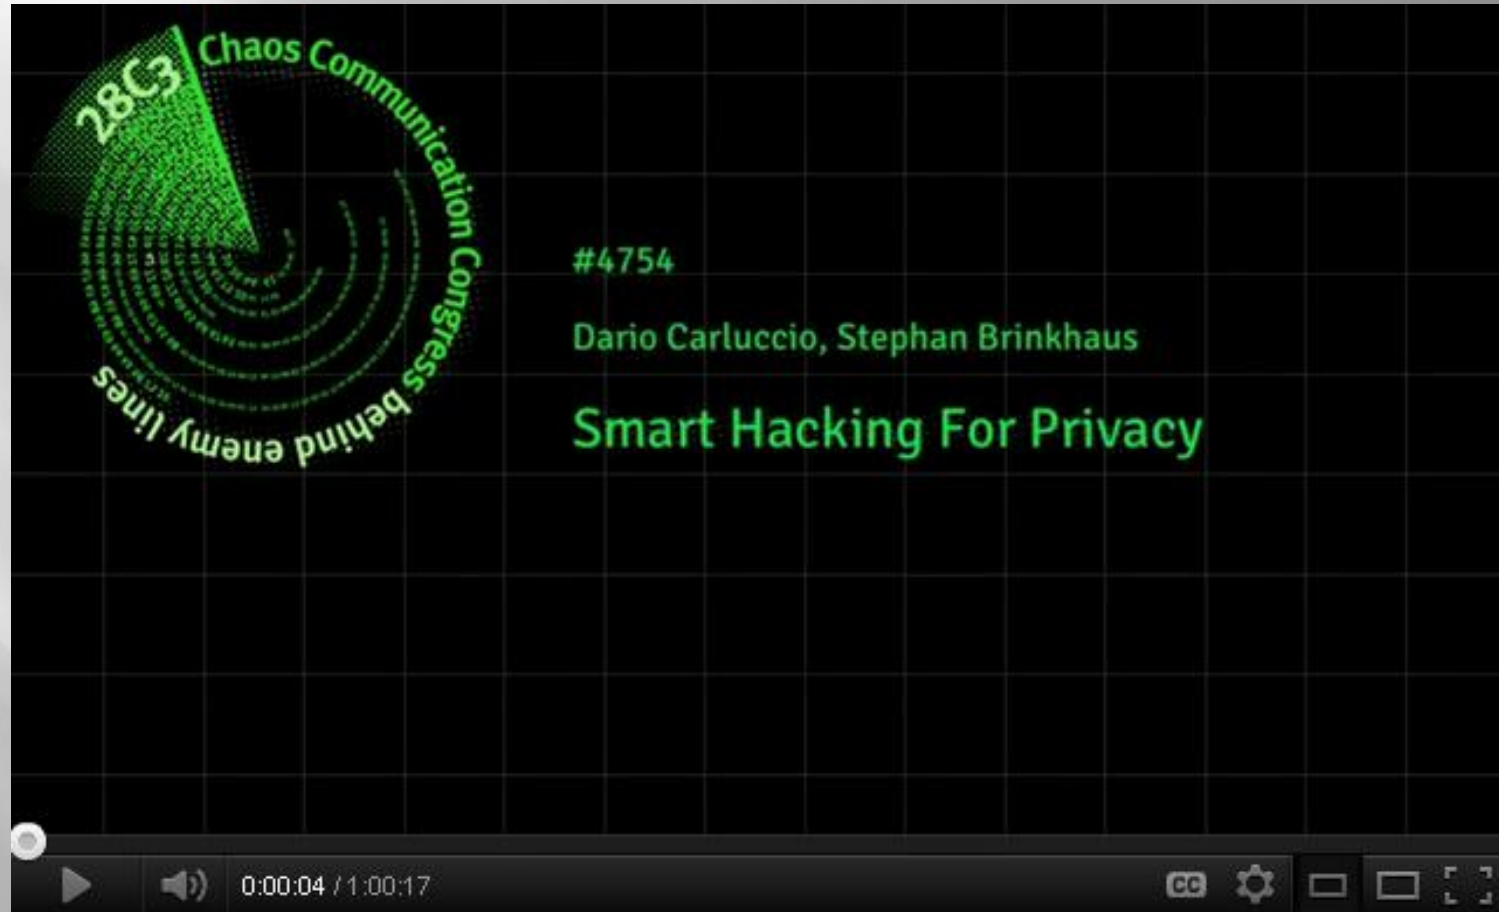 28C3
Chaos Communication Congress
behind enemy lines
#4754
Dario Carluccio, Stephan Brinkhaus
Smart Hacking For Privacy
0:00:04 / 1:00:17
CC